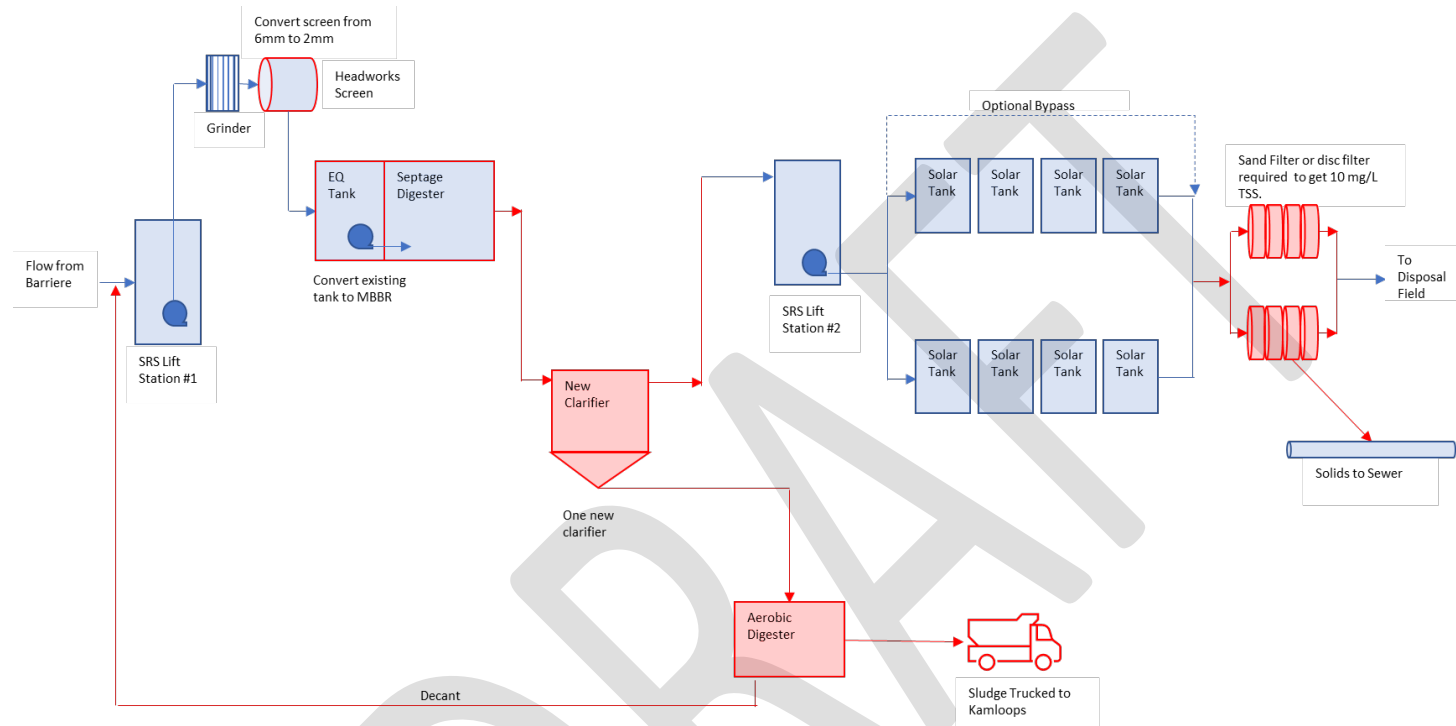 Convert screen from
6mm to 2mm
Headworks
Screen
Grinder
Optional Bypass
EQ
Tank
Septage
Digester
Solar
Tank
Solar
Tank
Solar
Tank
Solar
Tank
Sand Filter or disc filter
required to get 10 mg/L
TSS.
Flow from
Barriere
Convert existing
tank to MBBR
To
Disposal
Field
SRS Lift
Station #1
SRS Lift
Station #2
Solar
Tank
Solar
Tank
Solar
Tank
Solar
Tank
New
Clarifier
Solids to Sewer
One new
clarifier
Aerobic
Digester
Decant
Sludge Trucked to
Kamloops
DRAFT